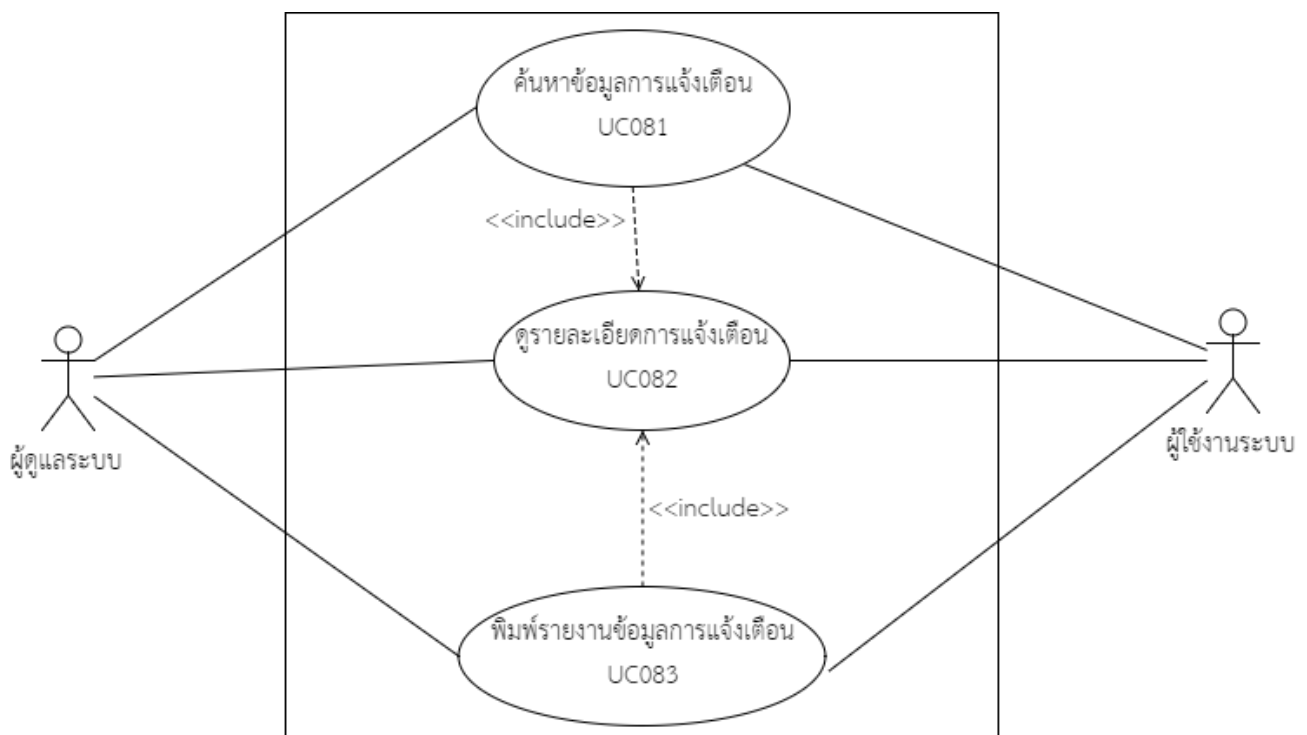 ค้นหาข้อมูลการแจ้งเตือน
UC081
<<include>>
ดูรายละเอียดการแจ้งเตือน
UC082
ผู้ดูแลระบบ
ผู้ใช้งานระบบ
<<include>>
พิมพ์รายงานข้อมูลการแจ้งเตือน
UC083